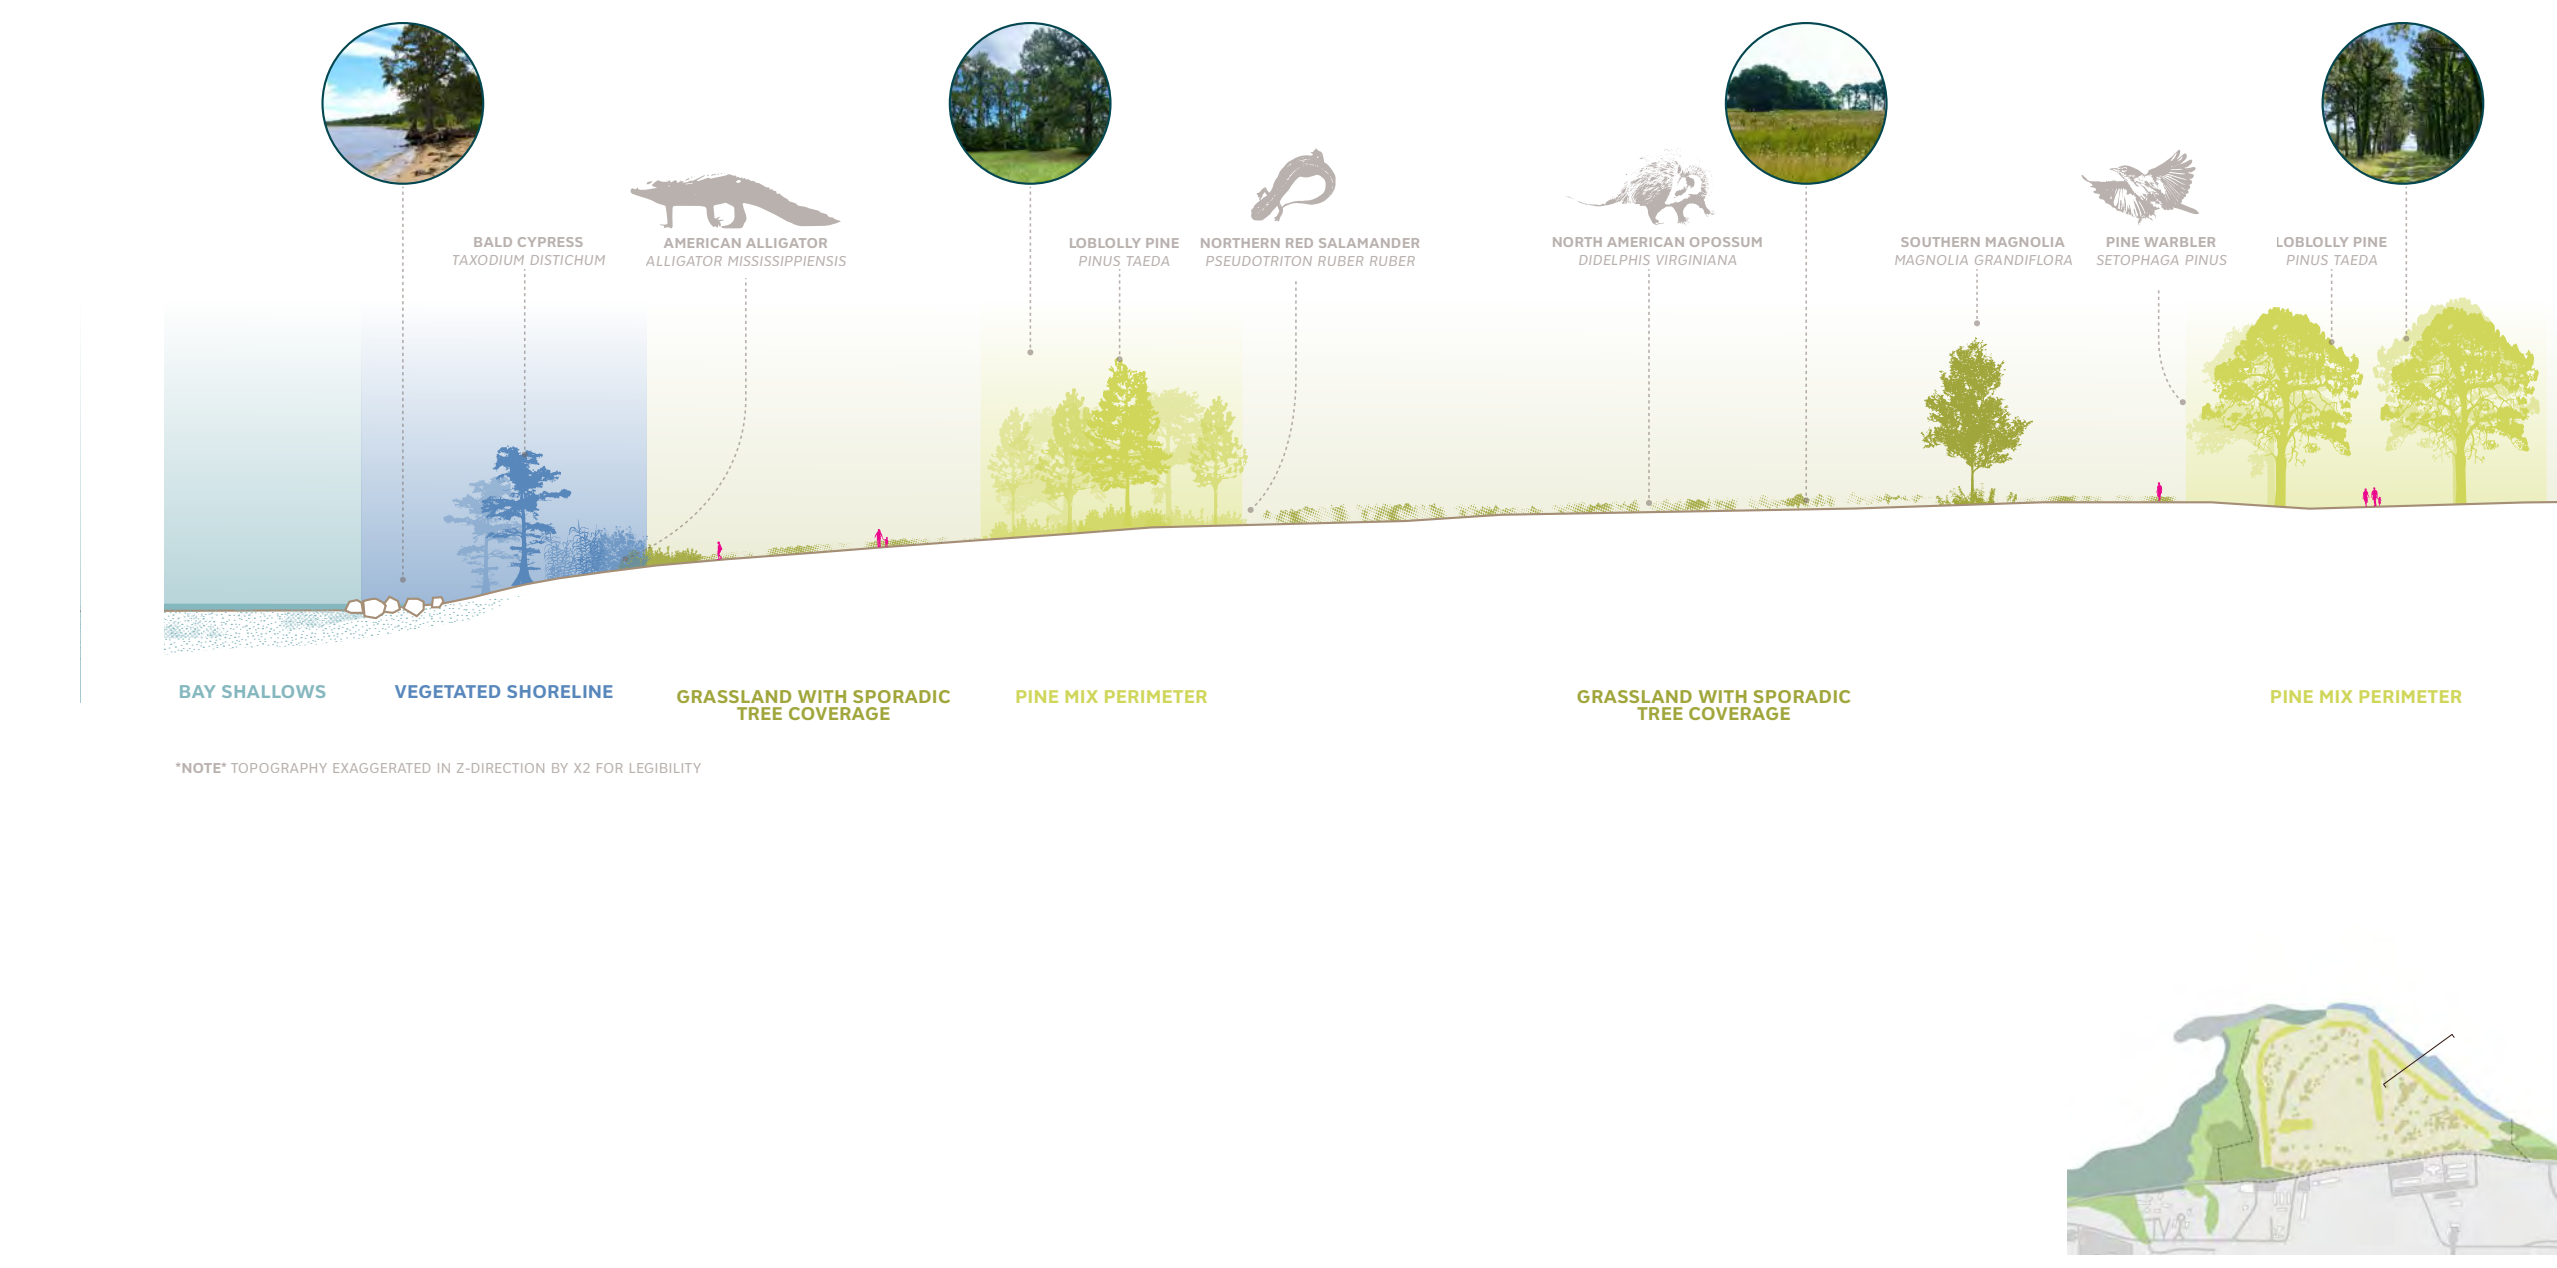 BALD CYPRESS
TAXODIUM DISTICHUM
AMERICAN ALLIGATOR
ALLIGATOR MISSISSIPPIENSIS
LOBLOLLY PINE
PINUS TAEDA
NORTHERN RED SALAMANDER
PSEUDOTRITON RUBER RUBER
NORTH AMERICAN OPOSSUM
DIDELPHIS VIRGINIANA
SOUTHERN MAGNOLIA
MAGNOLIA GRANDIFLORA
PINE WARBLER
SETOPHAGA PINUS
LOBLOLLY PINE
PINUS TAEDA
BAY SHALLOWS
VEGETATED SHORELINE
GRASSLAND WITH SPORADIC
TREE COVERAGE
PINE MIX PERIMETER
GRASSLAND WITH SPORADIC
TREE COVERAGE
PINE MIX PERIMETER
*NOTE* TOPOGRAPHY EXAGGERATED IN Z-DIRECTION BY X2 FOR LEGIBILITY